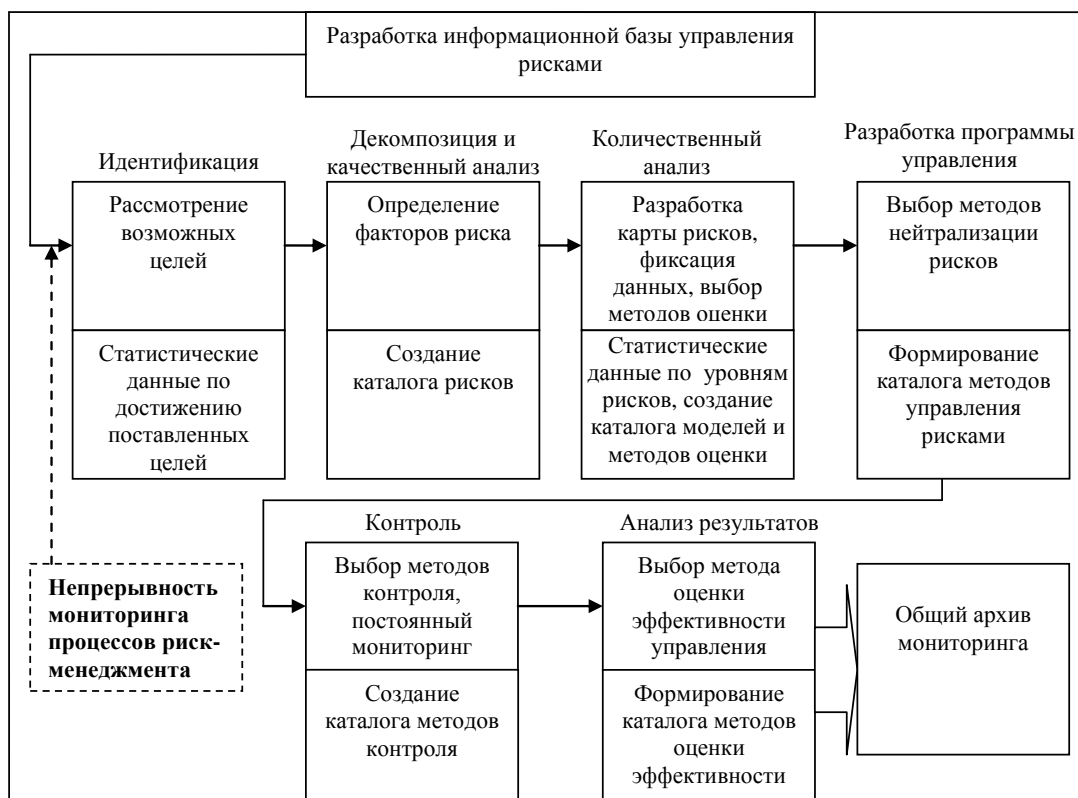 Разработка информационной базы управления
рисками
Идентификация
Рассмотрение
возможных
целей
Статистические
данные по
достижению
поставленных
целей
Декомпозиция и
качественный анализ
Определение
факторов риска
Создание
каталога рисков
Количественный
анализ
Разработка
карты рисков,
фиксация
данных, выбор
методов оценки
Статистические
данные по уровням
рисков, создание
каталога моделей и
методов оценки
Разработка программы
управления
Выбор методов
нейтрализации
рисков
Формирование
каталога методов
управления
рисками
Непрерывность
мониторинга
процессов риск-
менеджмента
Контроль
Выбор методов
контроля,
постоянный
мониторинг
Создание
каталога методов
контроля
Анализ результатов
Выбор метода
оценки
эффективности
управления
Формирование
каталога методов
оценки
эффективности
Общий архив
мониторинга